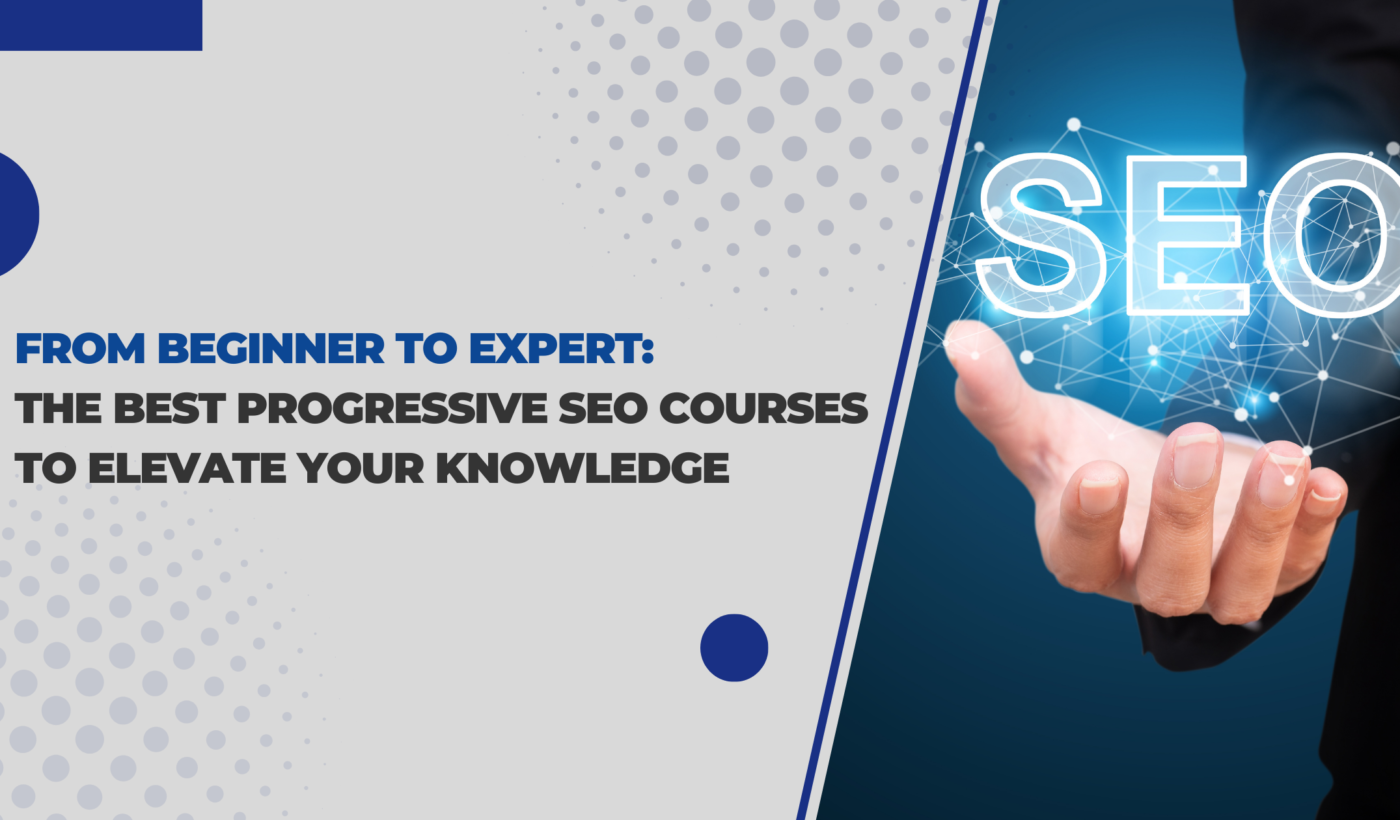 FROM BEGINNER TO EXPERT:
THE BEST PROGRESSIVE SEO COURSES
TO ELEVATE YOUR KNOWLEDGE
SEO